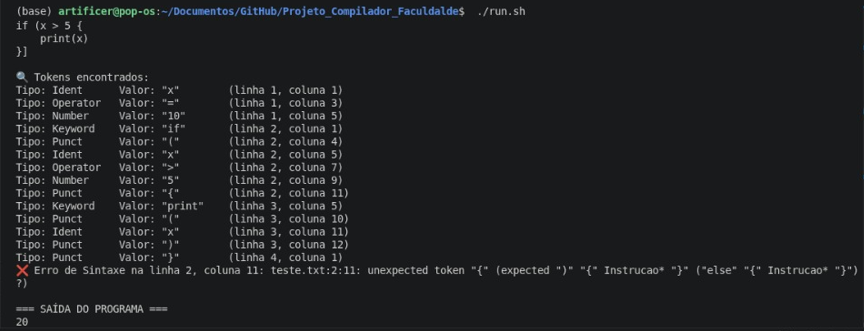 (base) artificer@pop-os:~/Documentos/GitHub/Projeto_Compilador_Faculdalde$  ./run.sh
if (x > 5 {
    print(x)
}]

🔍 Tokens encontrados:
Tipo: Ident     Valor: "x"       (linha 1, coluna 1)
Tipo: Operator  Valor: "="       (linha 1, coluna 3)
Tipo: Number    Valor: "10"      (linha 1, coluna 5)
Tipo: Keyword   Valor: "if"      (linha 2, coluna 1)
Tipo: Punct     Valor: "("       (linha 2, coluna 4)
Tipo: Ident     Valor: "x"       (linha 2, coluna 5)
Tipo: Operator  Valor: ">"       (linha 2, coluna 7)
Tipo: Number    Valor: "5"       (linha 2, coluna 9)
Tipo: Punct     Valor: "{"       (linha 2, coluna 11)
Tipo: Keyword   Valor: "print"   (linha 3, coluna 5)
Tipo: Punct     Valor: "("       (linha 3, coluna 10)
Tipo: Ident     Valor: "x"       (linha 3, coluna 11)
Tipo: Punct     Valor: ")"       (linha 3, coluna 12)
Tipo: Punct     Valor: "}"       (linha 4, coluna 1)
❌ Erro de Sintaxe na linha 2, coluna 11: teste.txt:2:11: unexpected token "{" (expected ")" "{" Instrucao* "}" ("else" "{" Instrucao* "}")
?)

=== SAÍDA DO PROGRAMA ===
20